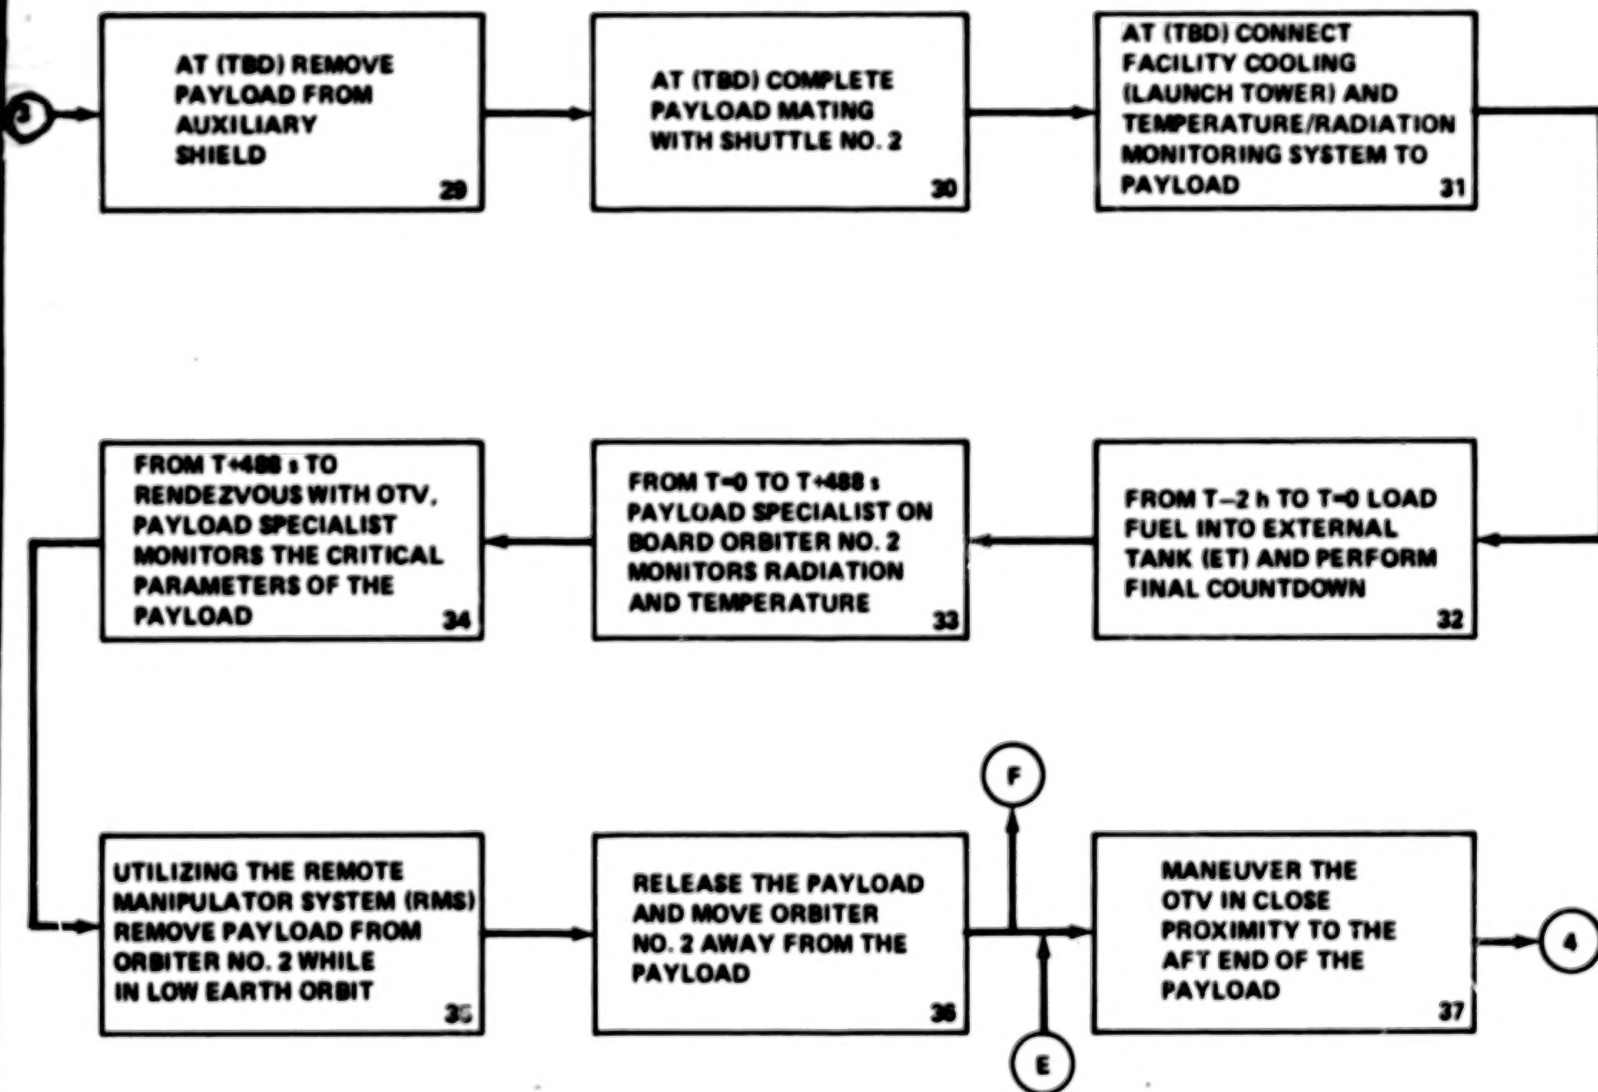 3
AT (TBD) REMOVE
PAYLOAD FROM
AUXILIARY
SHIELD
29
AT (TBD) COMPLETE
PAYLOAD MATING
WITH SHUTTLE NO. 2
30
AT (TBD) CONNECT
FACILITY COOLING
(LAUNCH TOWER) AND
TEMPERATURE/RADIATION
MONITORING SYSTEM TO
PAYLOAD
31
FROM T−2 h TO T=0 LOAD
FUEL INTO EXTERNAL
TANK (ET) AND PERFORM
FINAL COUNTDOWN
32
FROM T=0 TO T+488 s
PAYLOAD SPECIALIST ON
BOARD ORBITER NO. 2
MONITORS RADIATION
AND TEMPERATURE
33
FROM T+488 s TO
RENDEZVOUS WITH OTV,
PAYLOAD SPECIALIST
MONITORS THE CRITICAL
PARAMETERS OF THE
PAYLOAD
34
UTILIZING THE REMOTE
MANIPULATOR SYSTEM (RMS)
REMOVE PAYLOAD FROM
ORBITER NO. 2 WHILE
IN LOW EARTH ORBIT
35
RELEASE THE PAYLOAD
AND MOVE ORBITER
NO. 2 AWAY FROM THE
PAYLOAD
36
F
E
MANEUVER THE
OTV IN CLOSE
PROXIMITY TO THE
AFT END OF THE
PAYLOAD
37
4